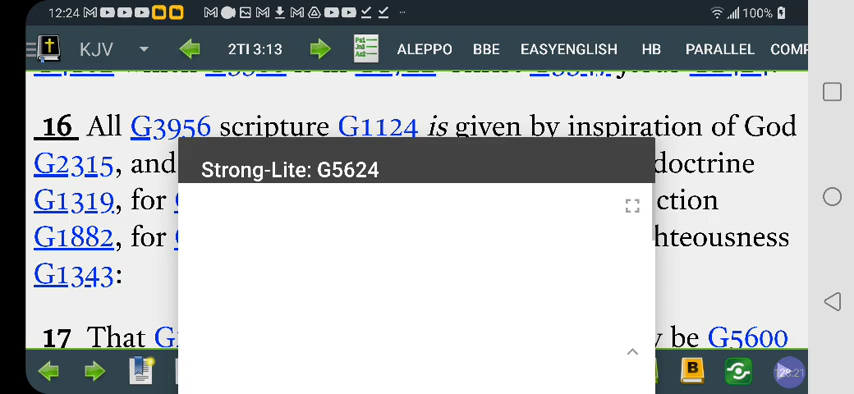 12:24 100%
KJV 2TI 3:13 ALEPPO BBE EASYENGLISH HB PARALLEL COMP
16 All G3956 scripture G1124 is given by inspiration of God
G2315, and doctrine
Strong-Lite: G5624
G1319, for ction
G1882, for hteousness
G1343:
17 That G y be G5600